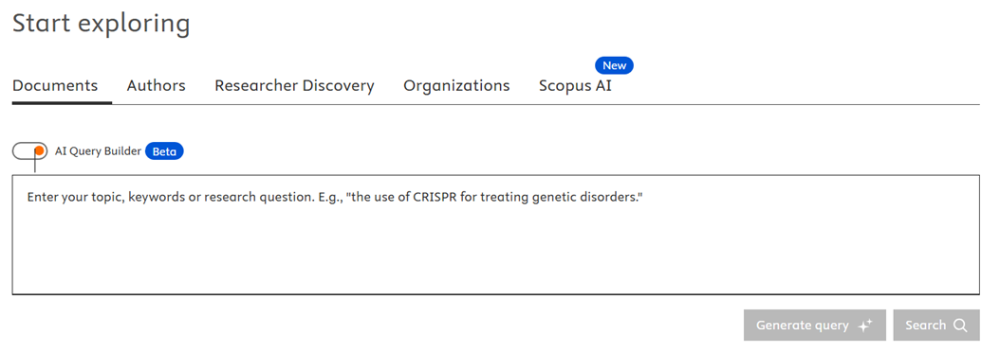 Start exploring
New
Documents Authors Researcher Discovery Organizations Scopus AI
AI Query Builder Beta
Enter your topic, keywords or research question. E.g., "the use of CRISPR for treating genetic disorders."
Generate query Search